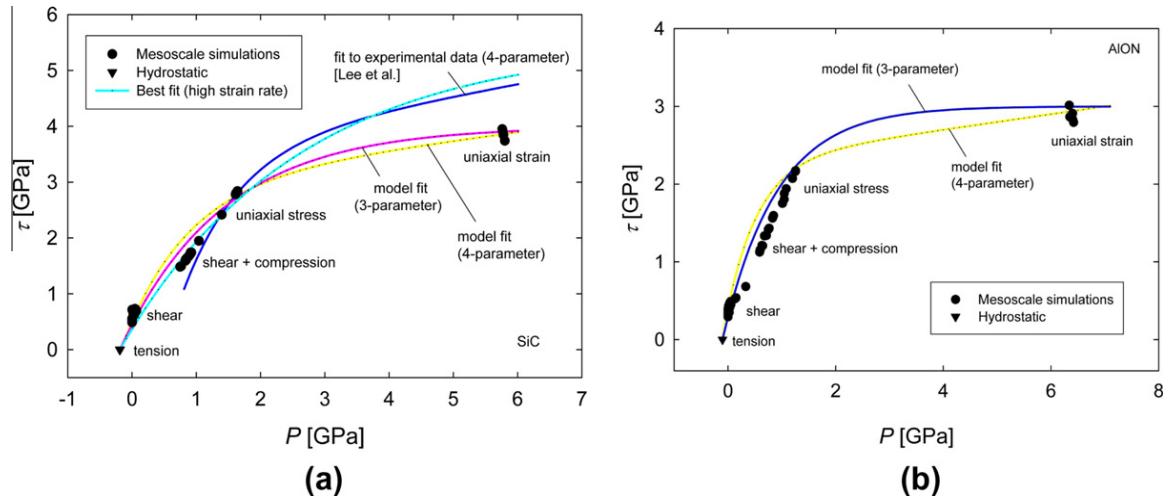 6
5
4
3
2
1
0
τ [GPa]
Mesoscale simulations
Hydrostatic
Best fit (high strain rate)
fit to experimental data (4-parameter)
[Lee et al.]
uniaxial strain
model fit
(3-parameter)
uniaxial stress
model fit
(4-parameter)
shear + compression
shear
tension
SiC
-1 0 1 2 3 4 5 6 7
P [GPa]
(a)
4
3
2
1
0
τ [GPa]
AlON
model fit (3-parameter)
uniaxial strain
model fit
(4-parameter)
uniaxial stress
shear + compression
shear
tension
Mesoscale simulations
Hydrostatic
0 2 4 6 8
P [GPa]
(b)